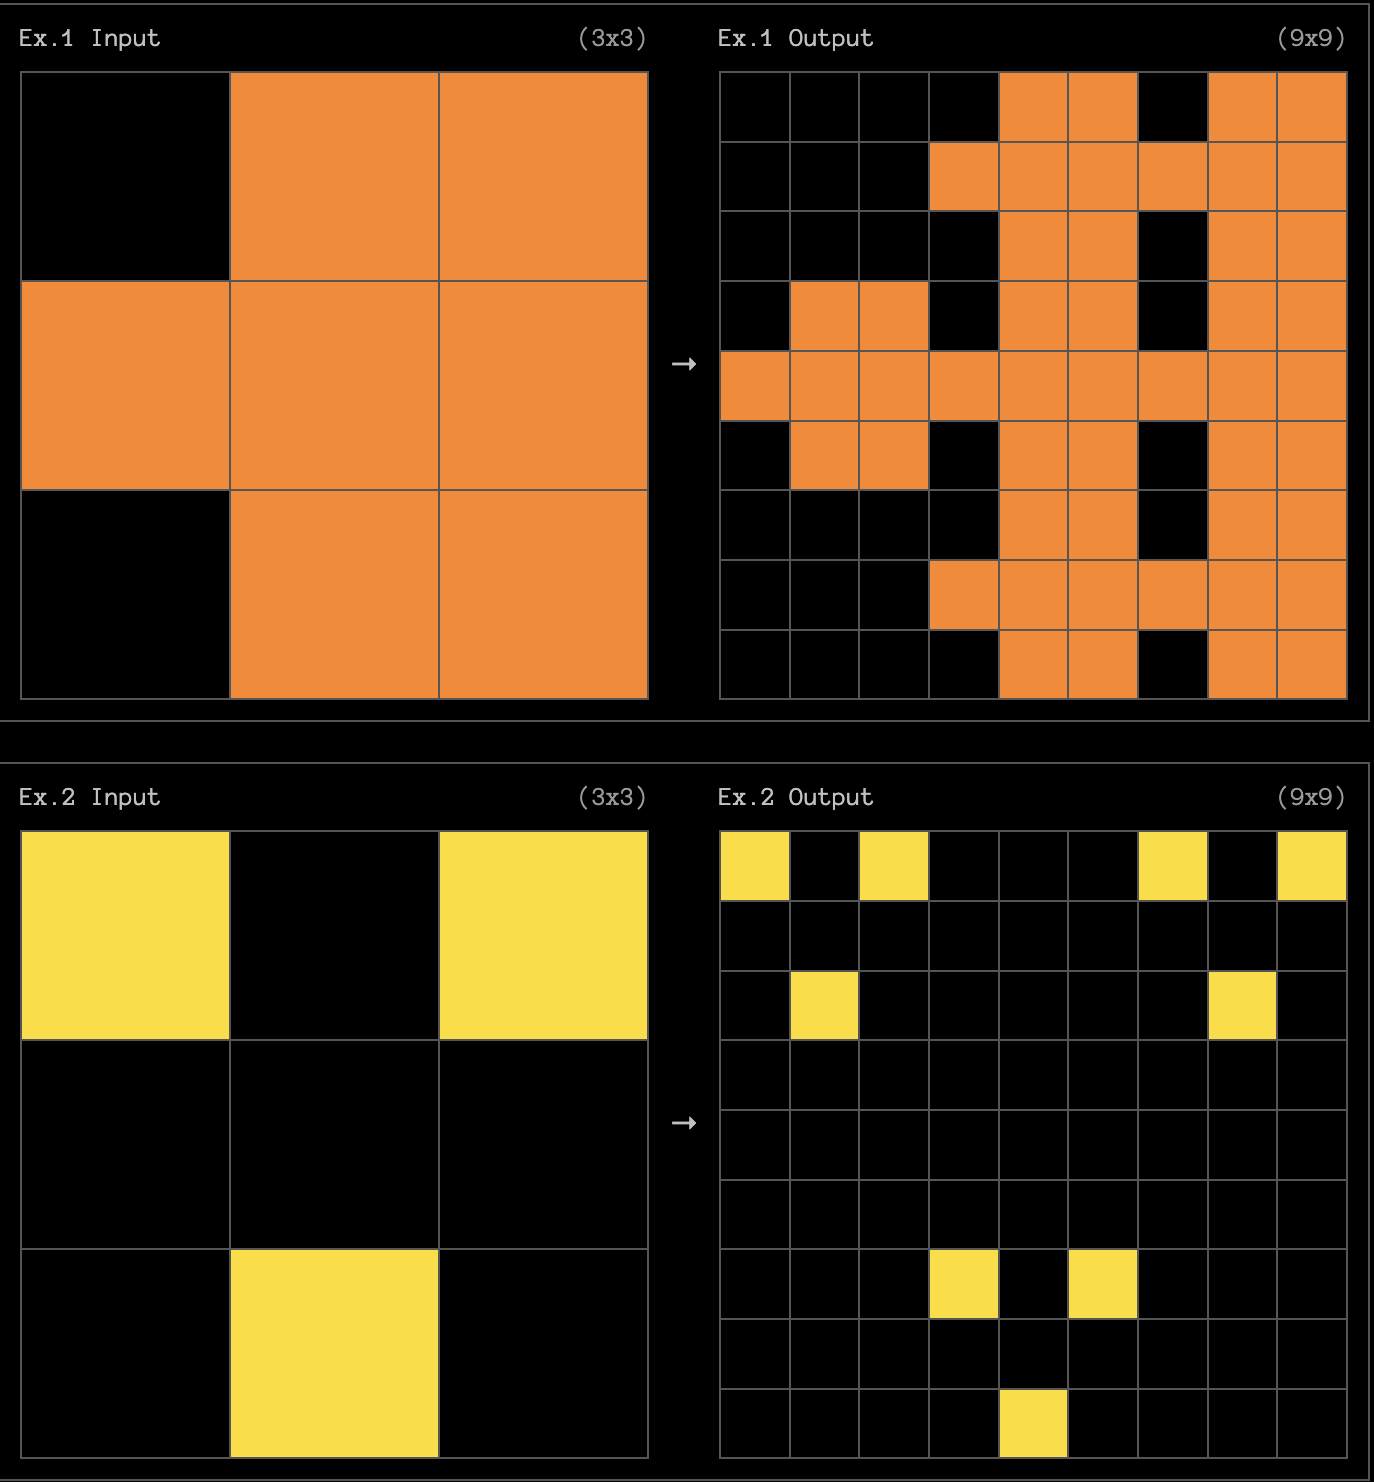 Ex.1 Input (3x3) Ex.1 Output (9x9)
→
Ex.2 Input (3x3) Ex.2 Output (9x9)
→